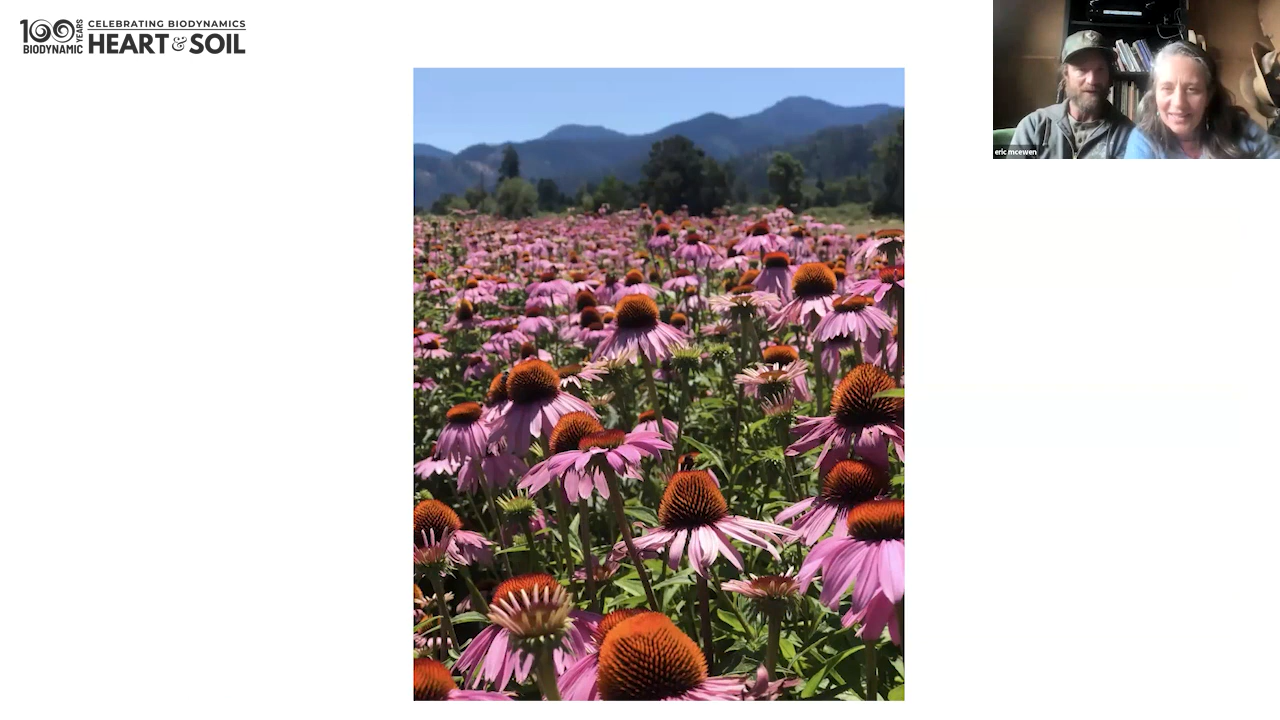 100 YEARS
BIODYNAMIC
CELEBRATING BIODYNAMICS
HEART & SOIL
eric mcewen